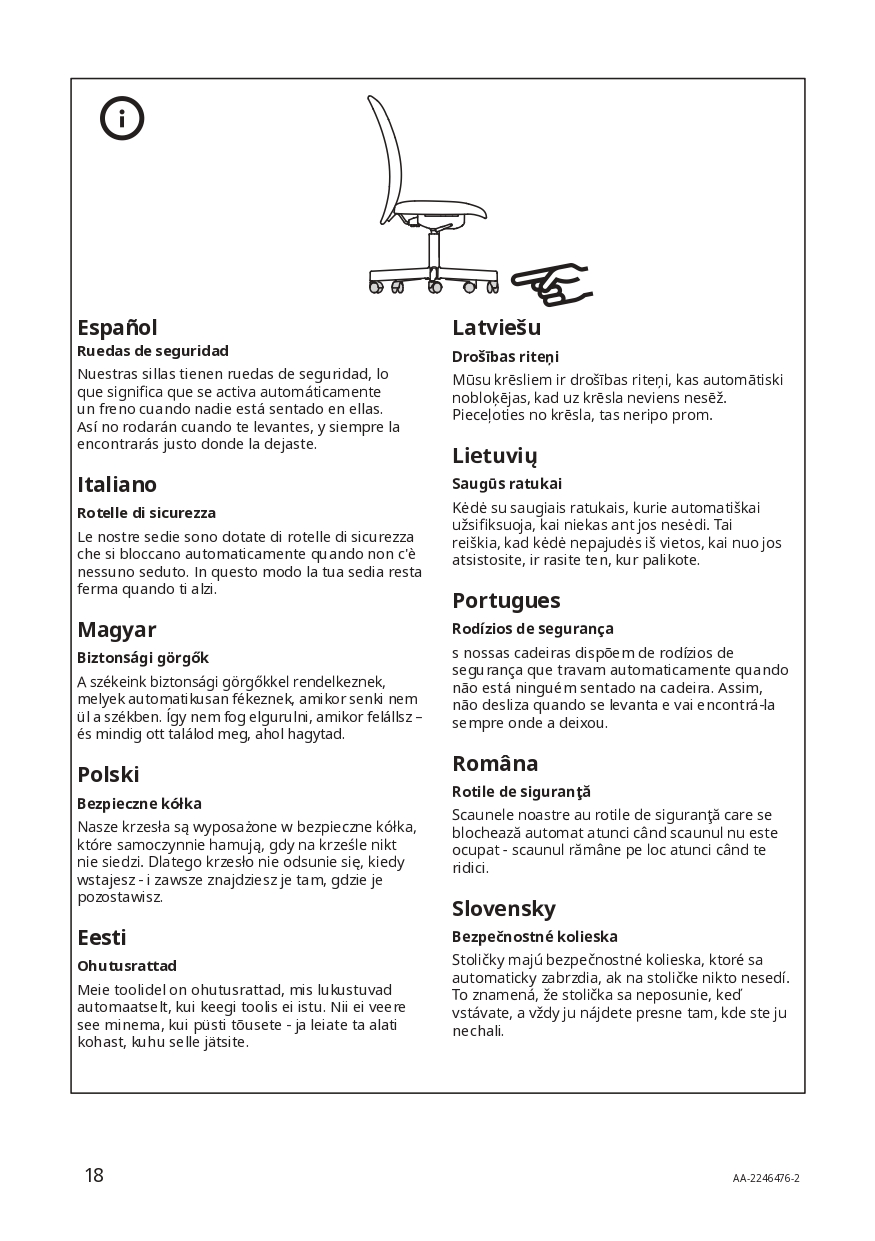 Español
Ruedas de seguridad
Nuestras sillas tienen ruedas de seguridad, lo
que significa que se activa automáticamente
un freno cuando nadie está sentado en ellas.
Así no rodarán cuando te levantes, y siempre la
encontrarás justo donde la dejaste.
Italiano
Rotelle di sicurezza
Le nostre sedie sono dotate di rotelle di sicurezza
che si bloccano automaticamente quando non c'è
nessuno seduto. In questo modo la tua sedia resta
ferma quando ti alzi.
Magyar
Biztonsági görgők
A székeink biztonsági görgőkkel rendelkeznek,
melyek automatikusan fékeznek, amikor senki nem
ül a székben. Így nem fog elgurulni, amikor felállsz –
és mindig ott találod meg, ahol hagytad.
Polski
Bezpieczne kółka
Nasze krzesła są wyposażone w bezpieczne kółka,
które samoczynnie hamują, gdy na krześle nikt
nie siedzi. Dlatego krzesło nie odsunie się, kiedy
wstajesz - i zawsze znajdziesz je tam, gdzie je
pozostawisz.
Eesti
Ohutusrattad
Meie toolidel on ohutusrattad, mis lukustuvad
automaatselt, kui keegi toolis ei istu. Nii ei veere
see minema, kui püsti tõusete - ja leiate ta alati
kohast, kuhu selle jätsite.
Latviešu
Drošības riteņi
Mūsu krēsliem ir drošības riteņi, kas automātiski
nobloķējas, kad uz krēsla neviens nesēž.
Pieceļoties no krēsla, tas neripo prom.
Lietuvių
Saugūs ratukai
Kėdė su saugiais ratukais, kurie automatiškai
užsifiksuoja, kai niekas ant jos nesėdi. Tai
reiškia, kad kėdė nepajudės iš vietos, kai nuo jos
atsistosite, ir rasite ten, kur palikote.
Portugues
Rodízios de segurança
s nossas cadeiras dispõem de rodízios de
segurança que travam automaticamente quando
não está ninguém sentado na cadeira. Assim,
não desliza quando se levanta e vai encontrá-la
sempre onde a deixou.
Româna
Rotile de siguranţă
Scaunele noastre au rotile de siguranţă care se
blochează automat atunci când scaunul nu este
ocupat - scaunul rămâne pe loc atunci când te
ridici.
Slovensky
Bezpečnostné kolieska
Stoličky majú bezpečnostné kolieska, ktoré sa
automaticky zabrzdia, ak na stoličke nikto nesedí.
To znamená, že stolička sa neposunie, keď
vstávate, a vždy ju nájdete presne tam, kde ste ju
nechali.
18
AA-2246476-2